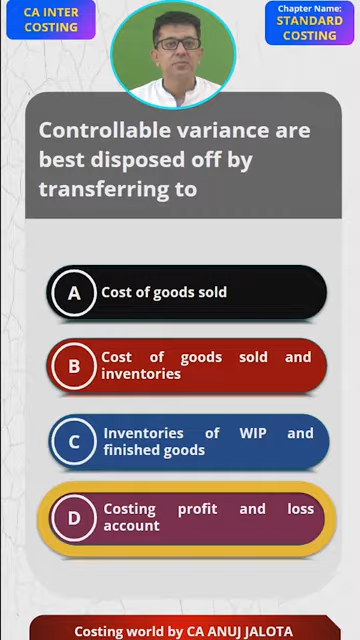 CA INTER
COSTING
Chapter Name:
STANDARD
COSTING
Controllable variance are
best disposed off by
transferring to
A
Cost of goods sold
B
Cost of goods sold and
inventories
C
Inventories of WIP and
finished goods
D
Costing profit and loss
account
Costing world by CA ANUJ JALOTA